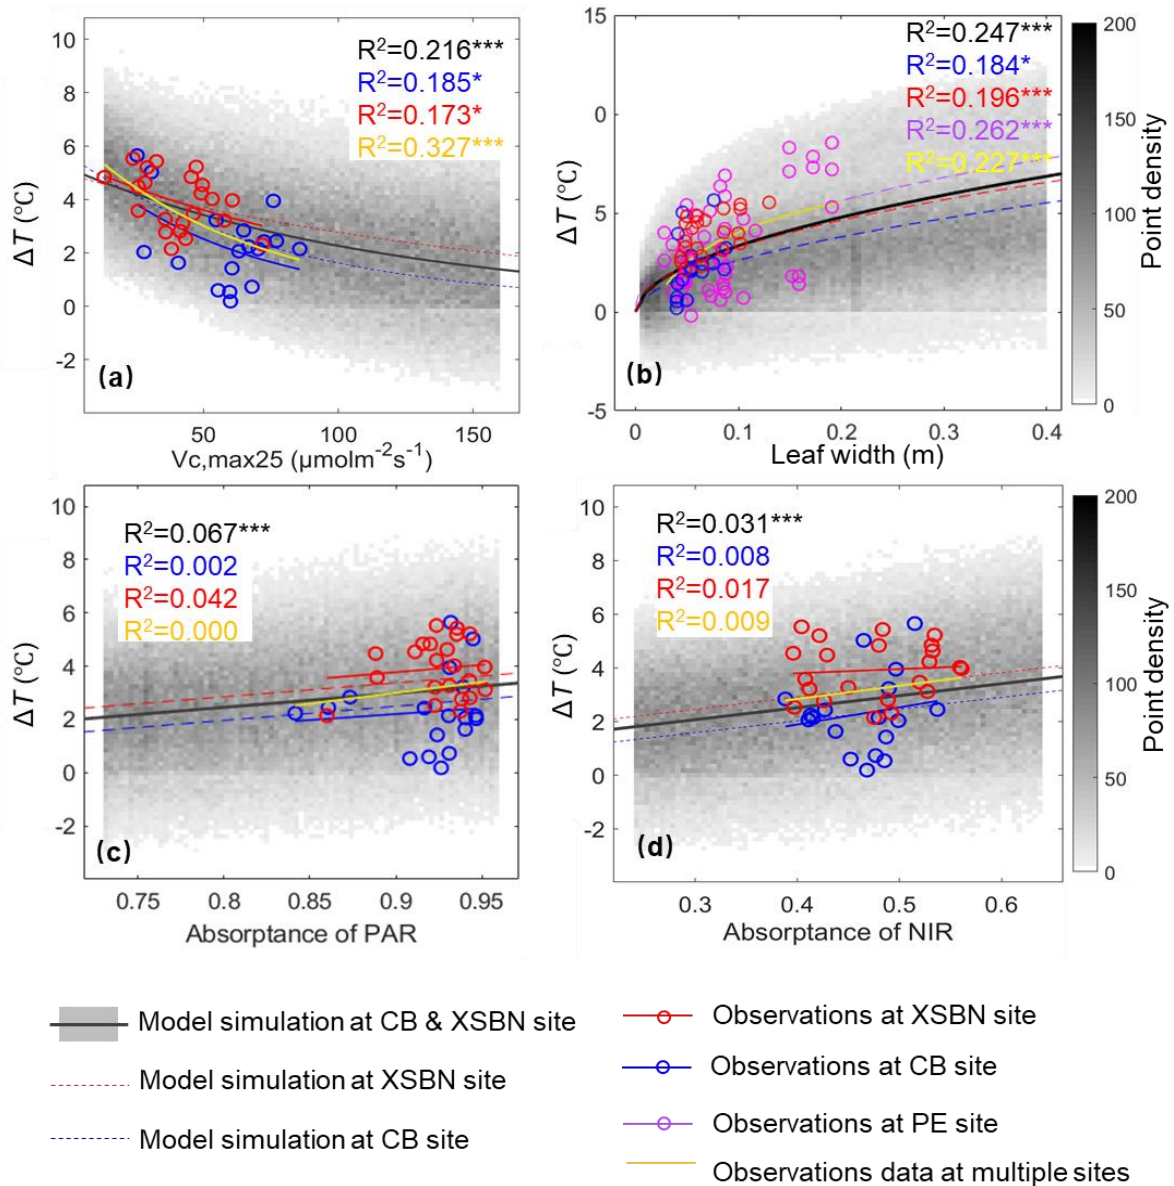 10
8
6
4
2
0
-2
ΔT (°C)
R²=0.216***
R²=0.185*
R²=0.173*
R²=0.327***
(a)
50
100
150
Vc,max25 (μmolm⁻²s⁻¹)
15
0
5
0
-5
ΔT (°C)
R²=0.247***
R²=0.184*
R²=0.196***
R²=0.262***
R²=0.227***
(b)
0
0.1
0.2
0.3
0.4
Leaf width (m)
200
150
100
50
0
Point density
10
8
6
4
2
0
-2
ΔT (°C)
R²=0.067***
R²=0.002
R²=0.042
R²=0.000
(c)
0.75
0.8
0.85
0.9
0.95
Absorptance of PAR
10
8
6
4
2
0
-2
ΔT (°C)
R²=0.031***
R²=0.008
R²=0.017
R²=0.009
(d)
0.3
0.4
0.5
0.6
Absorptance of NIR
200
150
100
50
0
Point density
Model simulation at CB & XSBN site
Model simulation at XSBN site
Model simulation at CB site
Observations at XSBN site
Observations at CB site
Observations at PE site
Observations data at multiple sites